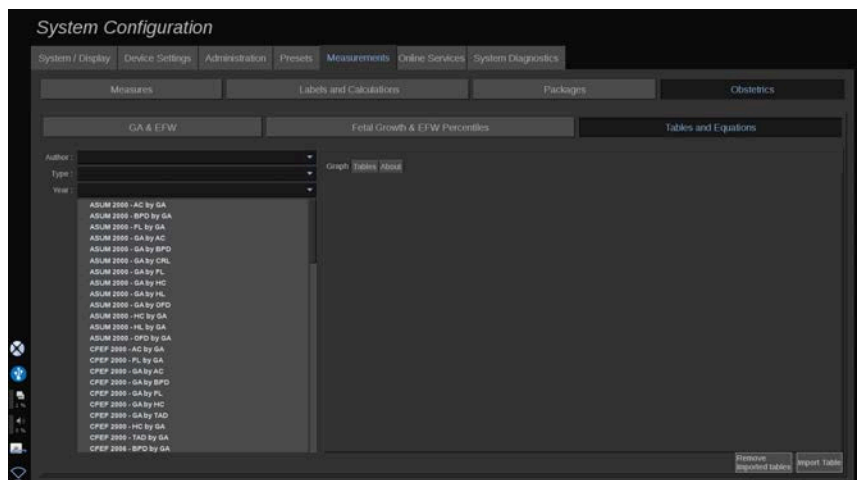 System Configuration
System / Display Device Settings Administration Presets Measurements Online Services System Diagnostics
Measures Labels and Calculations Packages Obstetrics
GA & EFW Fetal Growth & EFW Percentiles Tables and Equations
Author :
Type :
Year :
Graph Tables About
ASUM 2000 - AC by GA
ASUM 2000 - BPD by GA
ASUM 2000 - FL by GA
ASUM 2000 - GA by AC
ASUM 2000 - GA by BPD
ASUM 2000 - GA by CRL
ASUM 2000 - GA by FL
ASUM 2000 - GA by HC
ASUM 2000 - GA by HL
ASUM 2000 - GA by OFD
ASUM 2000 - HC by GA
ASUM 2000 - HL by GA
ASUM 2000 - OFD by GA
CFEF 2000 - AC by GA
CFEF 2000 - FL by GA
CFEF 2000 - GA by AC
CFEF 2000 - GA by BPD
CFEF 2000 - GA by FL
CFEF 2000 - GA by HC
CFEF 2000 - GA by TAD
CFEF 2000 - HC by GA
CFEF 2000 - TAD by GA
CFEF 2006 - BPD by GA
Remove
Imported tables
Import Table